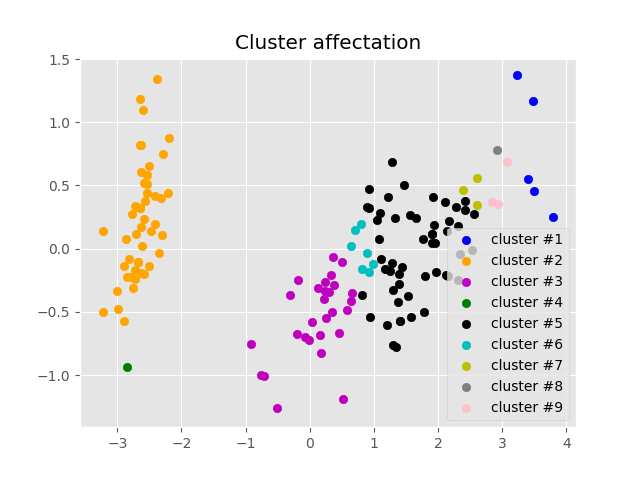 Cluster affectation
1.5
1.0
0.5
0.0
−0.5
−1.0
cluster #1
cluster #2
cluster #3
cluster #4
cluster #5
cluster #6
cluster #7
cluster #8
cluster #9
−3 −2 −1 0 1 2 3 4